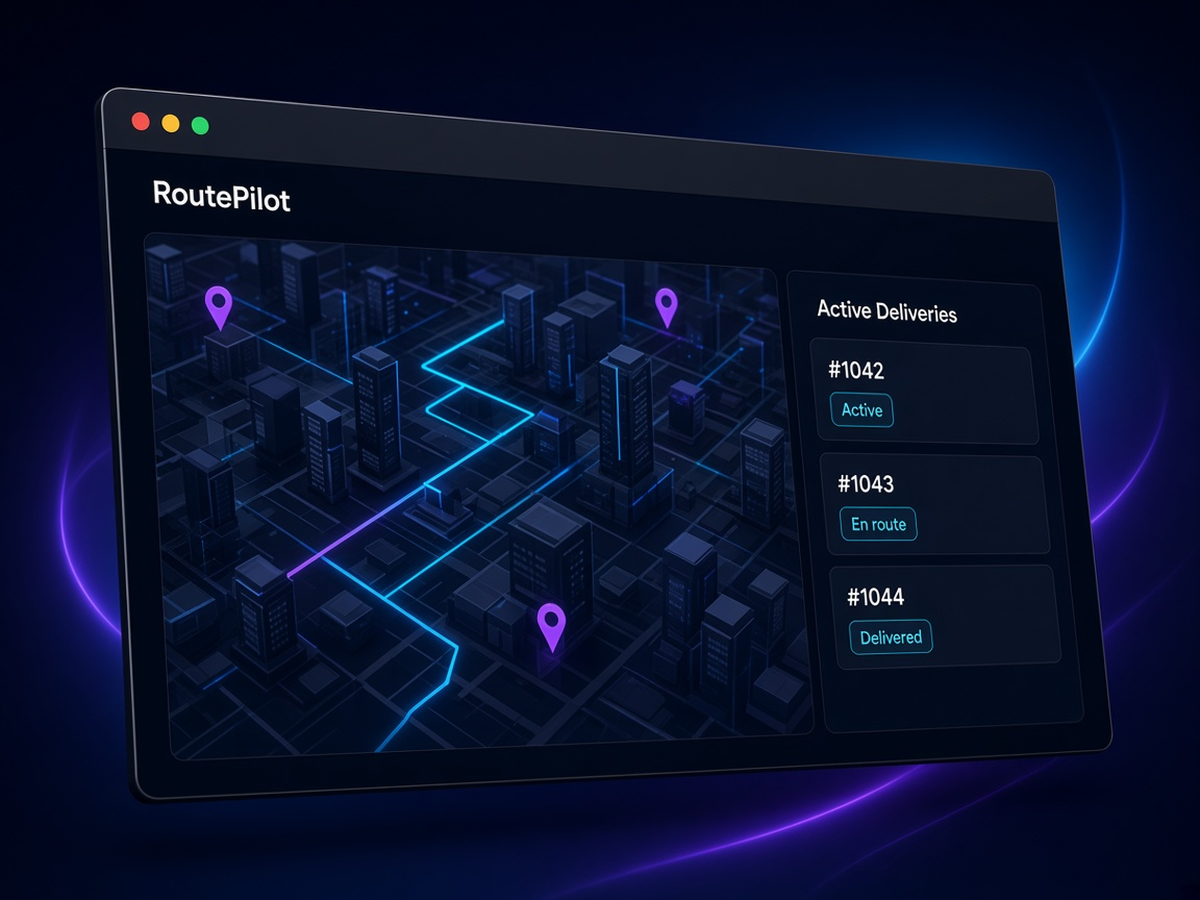 RoutePilot
Active Deliveries
#1042
Active
#1043
En route
#1044
Delivered